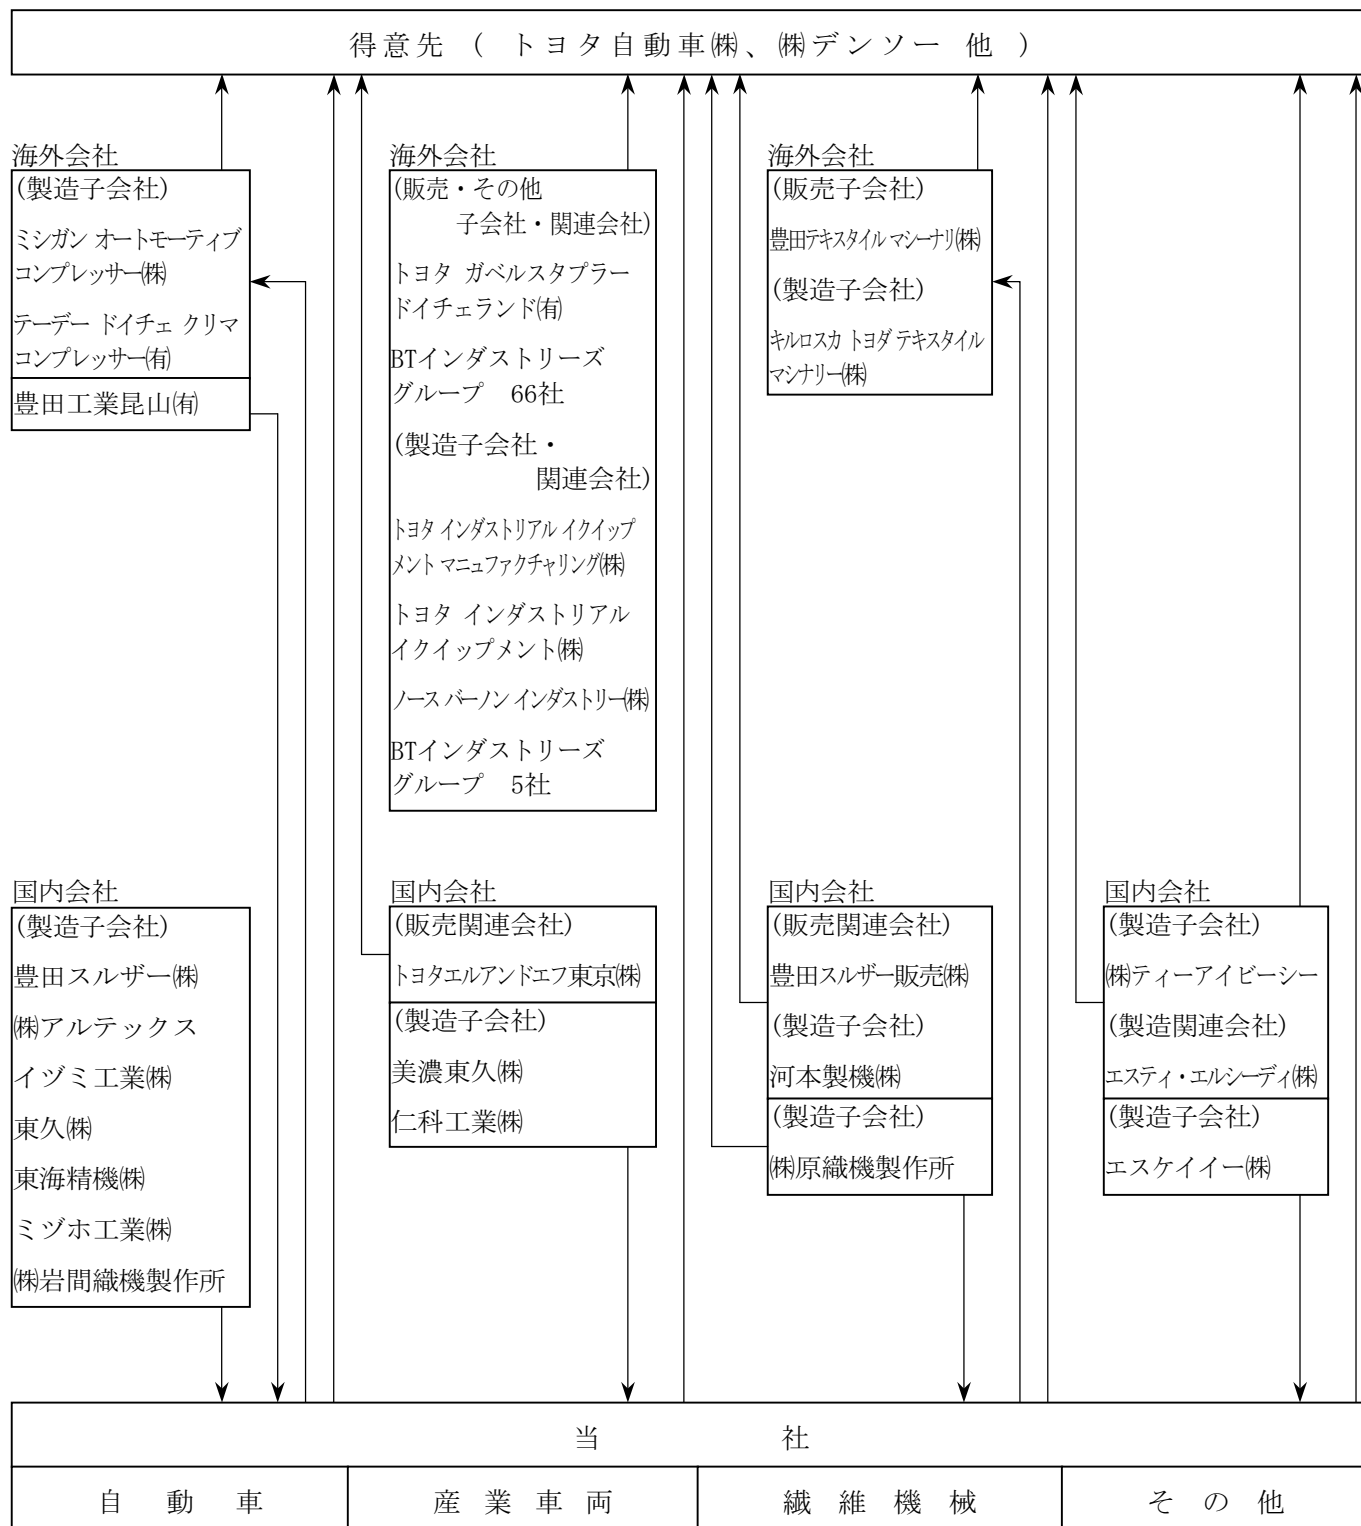 得意先 ( トヨタ自動車㈱、㈱デンソー 他 )
海外会社
(製造子会社)
ミシガン オートモーティブ
コンプレッサー㈱
テーデー ドイチェ クリマ
コンプレッサー㈲
豊田工業昆山㈲
国内会社
(製造子会社)
豊田スルザー㈱
㈱アルテックス
イヅミ工業㈱
東久㈱
東海精機㈱
ミヅホ工業㈱
㈱岩間織機製作所
海外会社
(販売・その他
子会社・関連会社)
トヨタ ガベルスタプラー
ドイチェランド㈲
BTインダストリーズ
グループ 66社
(製造子会社・
関連会社)
トヨタ インダストリアル イクイップ
メント マニュファクチャリング㈱
トヨタ インダストリアル
イクイップメント㈱
ノース バーノン インダストリー㈱
BTインダストリーズ
グループ 5社
国内会社
(販売関連会社)
トヨタエルアンドエフ東京㈱
(製造子会社)
美濃東久㈱
仁科工業㈱
海外会社
(販売子会社)
豊田テキスタイル マシーナリ㈱
(製造子会社)
キルロスカ トヨダ テキスタイル
マシナリー㈱
国内会社
(販売関連会社)
豊田スルザー販売㈱
(製造子会社)
河本製機㈱
(製造子会社)
㈱原織機製作所
国内会社
(製造子会社)
㈱ティーアイビーシー
(製造関連会社)
エスティ・エルシーディ㈱
(製造子会社)
エスケイイー㈱
当 社
自 動 車
産 業 車 両
繊 維 機 械
そ の 他